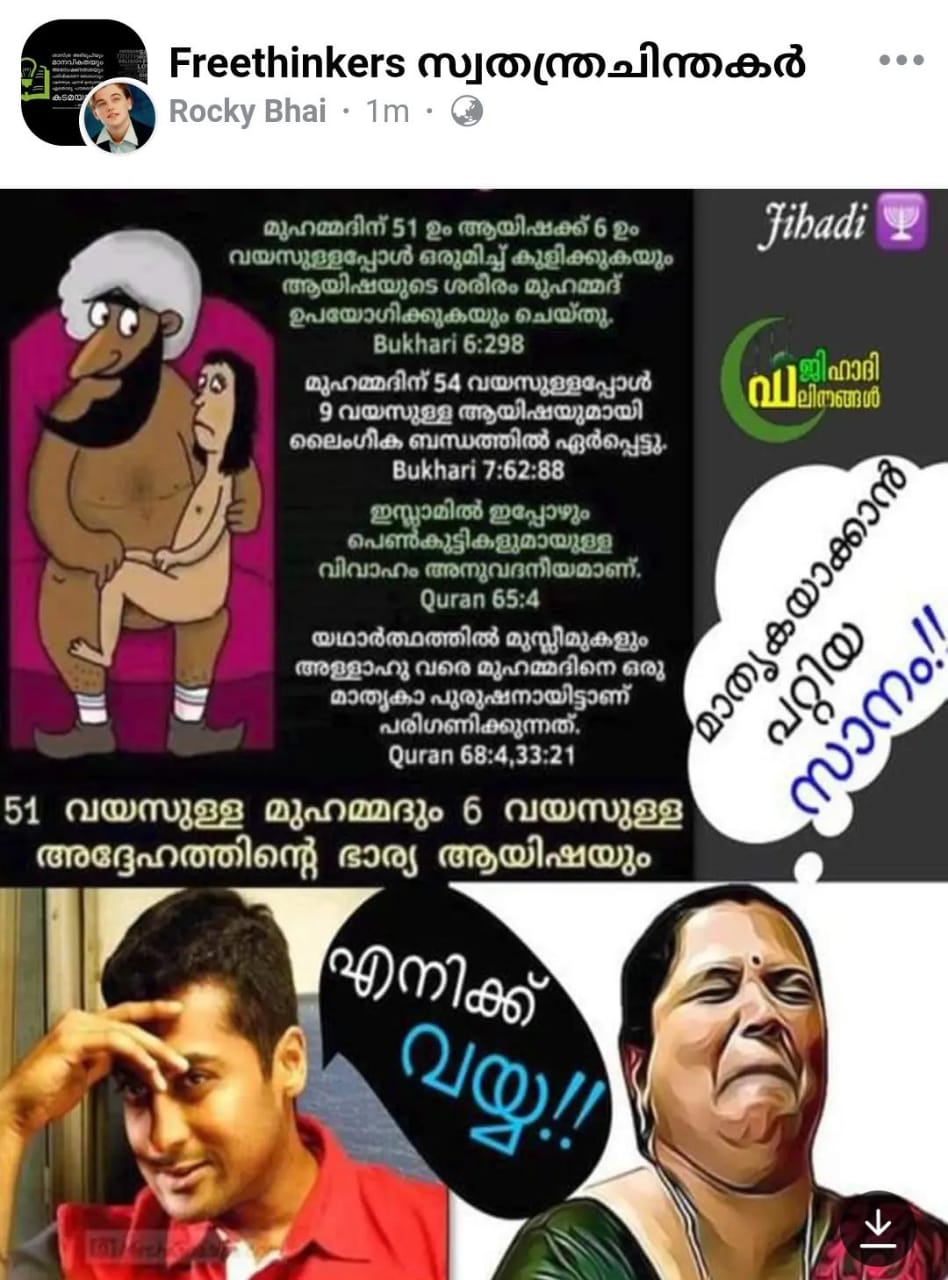 Freethinkers സ്വതന്ത്രചിന്തകർ
Rocky Bhai · 1m ·
മുഹമ്മദിന് 51 ഉം ആയിഷക്ക് 6 ഉം
വയസുള്ളപ്പോൾ ഒരുമിച്ച് കുളിക്കുകയും
ആയിഷയുടെ ശരീരം മുഹമ്മദ്
ഉപയോഗിക്കുകയും ചെയ്തു.
Bukhari 6:298
മുഹമ്മദിന് 54 വയസുള്ളപ്പോൾ
9 വയസുള്ള ആയിഷയുമായി
ലൈംഗീക ബന്ധത്തിൽ ഏർപ്പെട്ടു.
Bukhari 7:62:88
ഇസ്ലാമിൽ ഇപ്പോഴും
പെൺകുട്ടികളുമായുള്ള
വിവാഹം അനുവദനീയമാണ്.
Quran 65:4
യഥാർത്ഥത്തിൽ മുസ്ലീമുകളും
അള്ളാഹു വരെ മുഹമ്മദിനെ ഒരു
മാതൃകാ പുരുഷനായിട്ടാണ്
പരിഗണിക്കുന്നത്.
Quran 68:4,33:21
51 വയസുള്ള മുഹമ്മദും 6 വയസുള്ള
അദ്ദേഹത്തിന്റെ ഭാര്യ ആയിഷയും
Jihadi
ജിഹാദി
ഫലിതങ്ങൾ
മാതൃകയാക്കാൻ
പറ്റിയ
സാനം!!
എനിക്ക്
വയ്യ!!